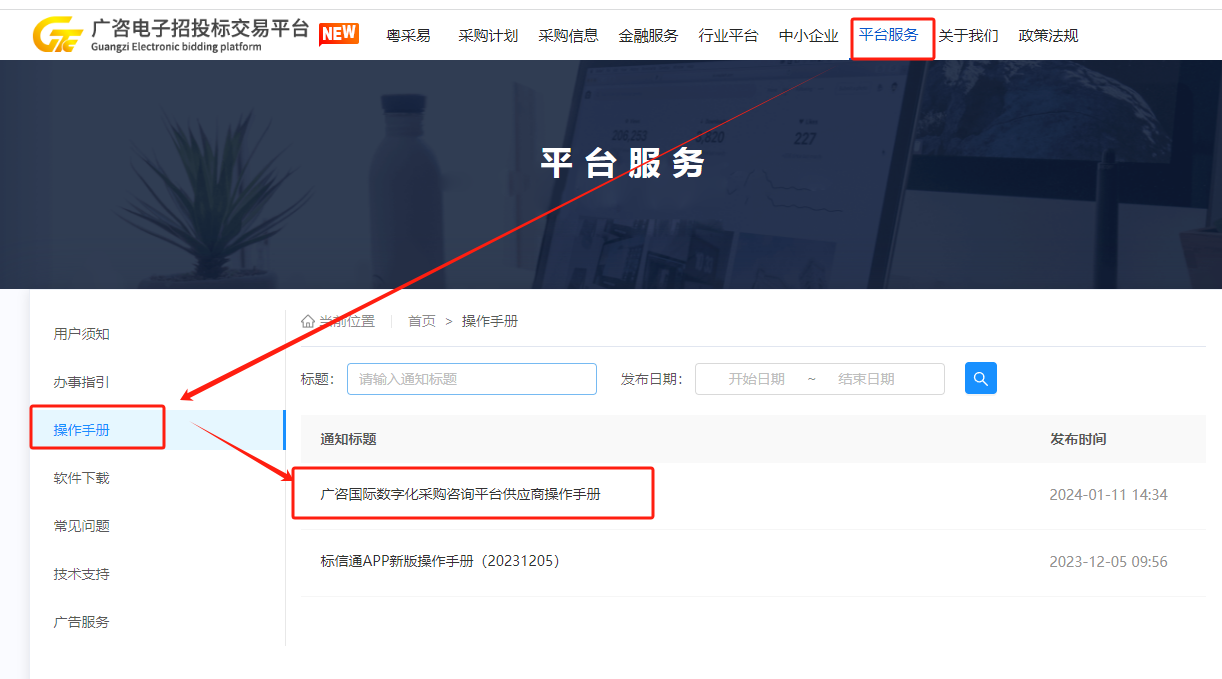 广咨电子招投标交易平台
Guangzi Electronic bidding platform
NEW
粤采易 采购计划 采购信息 金融服务 行业平台 中小企业 平台服务 关于我们 政策法规
平台服务
用户须知
办事指引
操作手册
软件下载
常见问题
技术支持
广告服务
当前位置 首页 > 操作手册
标题： 请输入通知标题 发布日期： 开始日期 ~ 结束日期
通知标题 发布时间
广咨国际数字化采购咨询平台供应商操作手册 2024-01-11 14:34
标信通APP新版操作手册（20231205） 2023-12-05 09:56